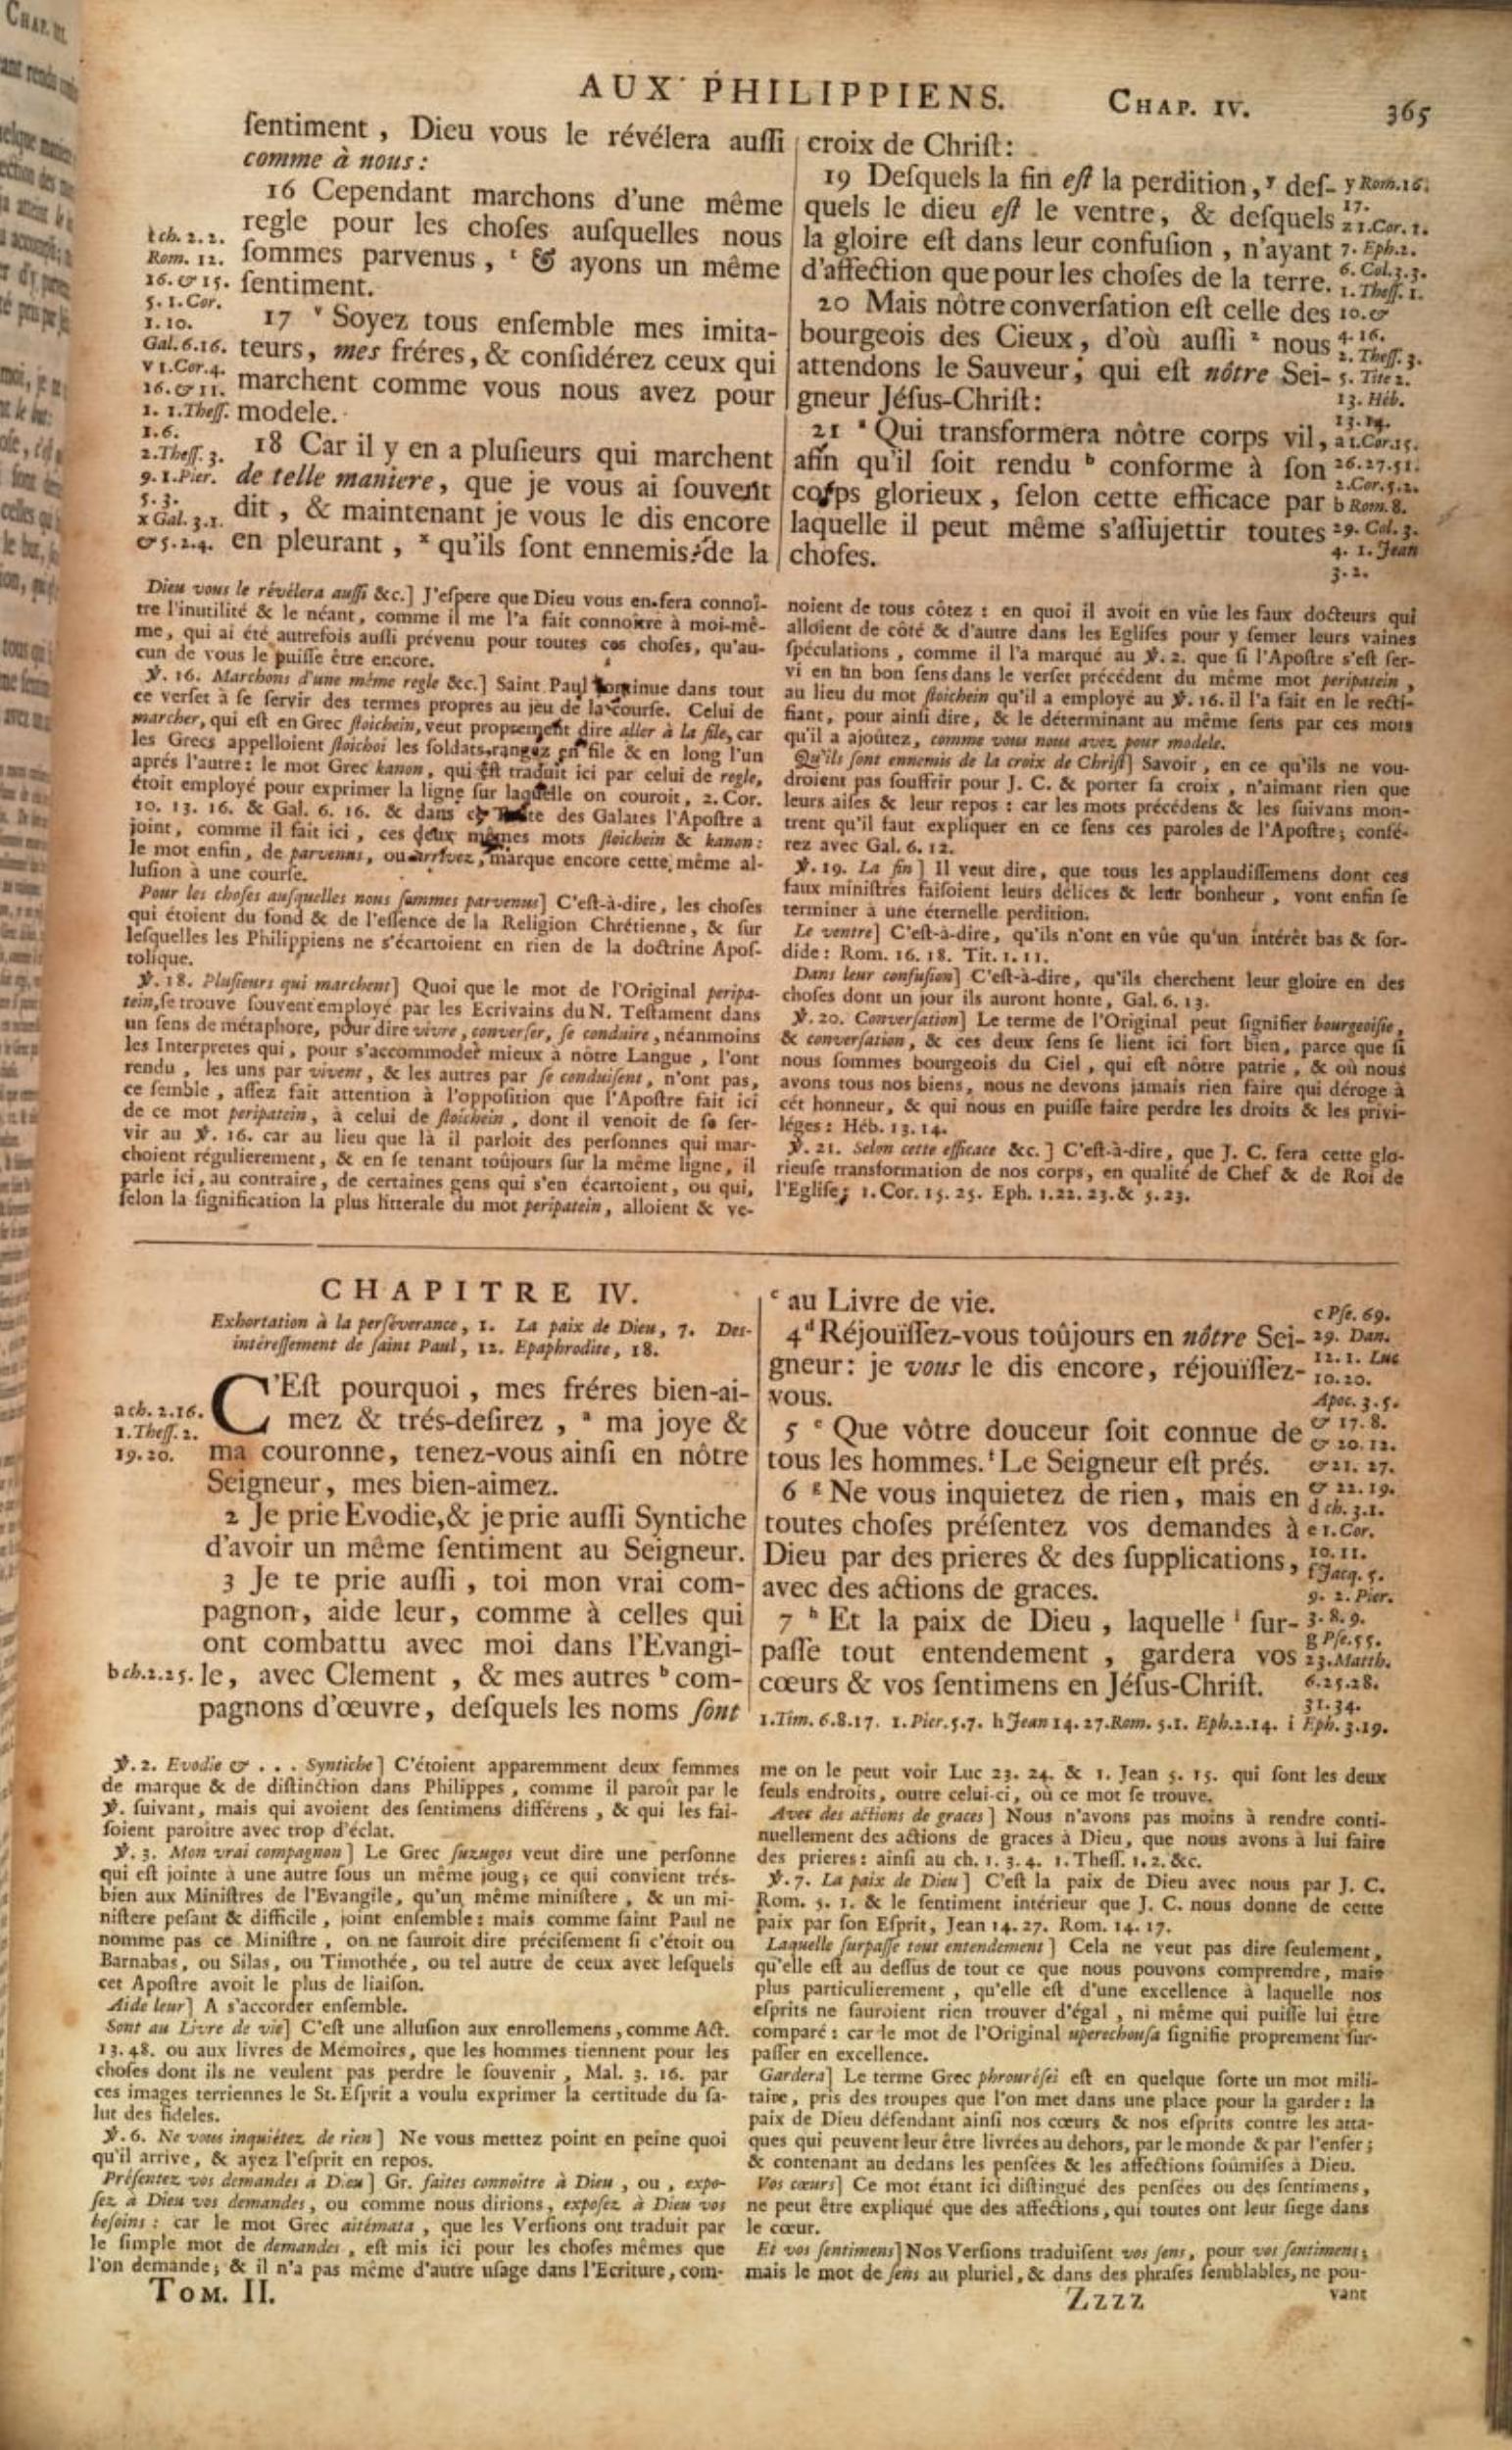 AUX PHILIPPIENS. CHAP. IV. 365
ſentiment, Dieu vous le révélera auſſi
comme à nous :
16 Cependant marchons d'une même
regle pour les choſes auſquelles nous
ſommes parvenus, ᵗ & ayons un même
ſentiment.
17 ᵛ Soyez tous enſemble mes imita-
teurs, mes fréres, & conſidérez ceux qui
marchent comme vous nous avez pour
modele.
18 Car il y en a pluſieurs qui marchent
de telle maniere, que je vous ai ſouvent
dit, & maintenant je vous le dis encore
en pleurant, ˣ qu'ils ſont ennemis de la
t ch. 2. 2.
Rom. 12.
16. & 15.
5. 1. Cor.
1. 10.
Gal. 6. 16.
v 1. Cor. 4.
16. & 11.
1. 1. Theſſ.
1. 6.
2. Theſſ. 3.
9. 1. Pier.
5. 3.
x Gal. 3. 1.
& 5. 2. 4.
croix de Chriſt :
19 Deſquels la fin eſt la perdition, ʸ deſ-
quels le dieu eſt le ventre, & deſquels
la gloire eſt dans leur confuſion, n'ayant
d'affection que pour les choſes de la terre.
20 Mais nôtre converſation eſt celle des
bourgeois des Cieux, d'où auſſi ᶻ nous
attendons le Sauveur, qui eſt nôtre Sei-
gneur Jéſus-Chriſt :
21 ᵃ Qui transformera nôtre corps vil,
afin qu'il ſoit rendu ᵇ conforme à ſon
corps glorieux, ſelon cette efficace par
laquelle il peut même s'aſſujettir toutes
choſes.
y Rom. 16.
17.
z 1. Cor. 1.
7. Eph. 2.
6. Col. 3. 3.
1. Theſſ. 1.
10. &
4. 16.
2. Theſſ. 3.
5. Tite 2.
13. Héb.
13. 14.
a 1. Cor. 15.
26. 27. 51.
2. Cor. 5. 2.
b Rom. 8.
29. Col. 3.
4. 1. Jean
3. 2.
Dieu vous le révélera auſſi &c.] J'eſpere que Dieu vous en fera connoî-
tre l'inutilité & le néant, comme il me l'a fait connoitre à moi-mê-
me, qui ai été autrefois auſſi prévenu pour toutes ces choſes, qu'au-
cun de vous le puiſſe être encore.
℣. 16. Marchons d'une même regle &c.] Saint Paul continue dans tout
ce verſet à ſe ſervir des termes propres au jeu de la courſe. Celui de
marcher, qui eſt en Grec ſtoichein, veut proprement dire aller à la file, car
les Grecs appelloient ſtoichoi les ſoldats rangez en file & en long l'un
aprés l'autre : le mot Grec kanon, qui eſt traduit ici par celui de regle,
étoit employé pour exprimer la ligne ſur laquelle on couroit, 2. Cor.
10. 13. 16. & Gal. 6. 16. & dans ce Texte des Galates l'Apoſtre a
joint, comme il fait ici, ces deux mêmes mots ſtoichein & kanon :
le mot enfin, de parvenus, ou arrivez, marque encore cette même al-
luſion à une courſe.
Pour les choſes auſquelles nous ſommes parvenus] C'eſt-à-dire, les choſes
qui étoient du fond & de l'eſſence de la Religion Chrétienne, & ſur
leſquelles les Philippiens ne s'écartoient en rien de la doctrine Apoſ-
tolique.
℣. 18. Pluſieurs qui marchent] Quoi que le mot de l'Original peripa-
tein, ſe trouve ſouvent employé par les Ecrivains du N. Teſtament dans
un ſens de métaphore, pour dire vivre, converſer, ſe conduire, néanmoins
les Interpretes qui, pour s'accommoder mieux à nôtre Langue, l'ont
rendu, les uns par vivent, & les autres par ſe conduiſent, n'ont pas,
ce ſemble, aſſez fait attention à l'oppoſition que l'Apoſtre fait ici
de ce mot peripatein, à celui de ſtoichein, dont il venoit de ſe ſer-
vir au ℣. 16. car au lieu que là il parloit des perſonnes qui mar-
choient régulierement, & en ſe tenant toûjours ſur la même ligne, il
parle ici, au contraire, de certaines gens qui s'en écartoient, ou qui,
ſelon la ſignification la plus litterale du mot peripatein, alloient & ve-
noient de tous côtez : en quoi il avoit en vûe les faux docteurs qui
alloient de côté & d'autre dans les Egliſes pour y ſemer leurs vaines
ſpéculations, comme il l'a marqué au ℣. 2. que ſi l'Apoſtre s'eſt ſer-
vi en un bon ſens dans le verſet précédent du même mot peripatein,
au lieu du mot ſtoichein qu'il a employé au ℣. 16. il l'a fait en le recti-
fiant, pour ainſi dire, & le déterminant au même ſens par ces mots
qu'il a ajoûtez, comme vous nous avez pour modele.
Qu'ils ſont ennemis de la croix de Chriſt] Savoir, en ce qu'ils ne vou-
droient pas ſouffrir pour J. C. & porter ſa croix, n'aimant rien que
leurs aiſes & leur repos : car les mots précédens & les ſuivans mon-
trent qu'il faut expliquer en ce ſens ces paroles de l'Apoſtre ; confé-
rez avec Gal. 6. 12.
℣. 19. La fin] Il veut dire, que tous les applaudiſſemens dont ces
faux miniſtres faiſoient leurs délices & leur bonheur, vont enfin ſe
terminer à une éternelle perdition.
Le ventre] C'eſt-à-dire, qu'ils n'ont en vûe qu'un intérêt bas & ſor-
dide : Rom. 16. 18. Tit. 1. 11.
Dans leur confuſion] C'eſt-à-dire, qu'ils cherchent leur gloire en des
choſes dont un jour ils auront honte, Gal. 6. 13.
℣. 20. Converſation] Le terme de l'Original peut ſignifier bourgeoiſie,
& converſation, & ces deux ſens ſe lient ici fort bien, parce que ſi
nous ſommes bourgeois du Ciel, qui eſt nôtre patrie, & où nous
avons tous nos biens, nous ne devons jamais rien faire qui déroge à
cét honneur, & qui nous en puiſſe faire perdre les droits & les privi-
léges : Héb. 13. 14.
℣. 21. Selon cette efficace &c.] C'eſt-à-dire, que J. C. fera cette glo-
rieuſe transformation de nos corps, en qualité de Chef & de Roi de
l'Egliſe ; 1. Cor. 15. 25. Eph. 1. 22. 23. & 5. 23.
CHAPITRE IV.
Exhortation à la perſeverance, 1. La paix de Dieu, 7. Des-
intéreſſement de ſaint Paul, 12. Epaphrodite, 18.
C'Eſt pourquoi, mes fréres bien-ai-
mez & trés-deſirez, ᵃ ma joye &
ma couronne, tenez-vous ainſi en nôtre
Seigneur, mes bien-aimez.
2 Je prie Evodie, & je prie auſſi Syntiche
d'avoir un même ſentiment au Seigneur.
3 Je te prie auſſi, toi mon vrai com-
pagnon, aide leur, comme à celles qui
ont combattu avec moi dans l'Evangi-
le, avec Clement, & mes autres ᵇ com-
pagnons d'œuvre, deſquels les noms ſont
a ch. 2. 16.
1. Theſſ. 2.
19. 20.
b ch. 2. 25.
ᶜ au Livre de vie.
4 ᵈ Réjouïſſez-vous toûjours en nôtre Sei-
gneur : je vous le dis encore, réjouïſſez-
vous.
5 ᵉ Que vôtre douceur ſoit connue de
tous les hommes. ᶠ Le Seigneur eſt prés.
6 ᵍ Ne vous inquietez de rien, mais en
toutes choſes préſentez vos demandes à
Dieu par des prieres & des ſupplications,
avec des actions de graces.
7 ʰ Et la paix de Dieu, laquelle ⁱ ſur-
paſſe tout entendement, gardera vos
cœurs & vos ſentimens en Jéſus-Chriſt.
c Pſe. 69.
29. Dan.
12. 1. Luc
10. 20.
Apoc. 3. 5.
& 17. 8.
& 20. 12.
& 21. 27.
& 22. 19.
d ch. 3. 1.
e 1. Cor.
10. 11.
f Jacq. 5.
9. 2. Pier.
3. 8. 9.
g Pſe. 55.
23. Matth.
6. 25. 28.
31. 34.
1. Tim. 6. 8. 17. 1. Pier. 5. 7. h Jean 14. 27. Rom. 5. 1. Eph. 2. 14. i Eph. 3. 19.
℣. 2. Evodie & . . . Syntiche] C'étoient apparemment deux femmes
de marque & de diſtinction dans Philippes, comme il paroît par le
℣. ſuivant, mais qui avoient des ſentimens différens, & qui les fai-
ſoient paroitre avec trop d'éclat.
℣. 3. Mon vrai compagnon] Le Grec ſuzugos veut dire une perſonne
qui eſt jointe à une autre ſous un même joug ; ce qui convient trés-
bien aux Miniſtres de l'Evangile, qu'un même miniſtere, & un mi-
niſtere peſant & difficile, joint enſemble : mais comme ſaint Paul ne
nomme pas ce Miniſtre, on ne ſauroit dire préciſement ſi c'étoit ou
Barnabas, ou Silas, ou Timothée, ou tel autre de ceux avec leſquels
cet Apoſtre avoit le plus de liaiſon.
Aide leur] A s'accorder enſemble.
Sont au Livre de vie] C'eſt une alluſion aux enrollemens, comme Act.
13. 48. ou aux livres de Mémoires, que les hommes tiennent pour les
choſes dont ils ne veulent pas perdre le ſouvenir, Mal. 3. 16. par
ces images terriennes le St. Eſprit a voulu exprimer la certitude du ſa-
lut des fideles.
℣. 6. Ne vous inquiétez de rien] Ne vous mettez point en peine quoi
qu'il arrive, & ayez l'eſprit en repos.
Préſentez vos demandes à Dieu] Gr. faites connoître à Dieu, ou, expo-
ſez à Dieu vos demandes, ou comme nous dirions, expoſez à Dieu vos
beſoins : car le mot Grec aitémata, que les Verſions ont traduit par
le ſimple mot de demandes, eſt mis ici pour les choſes mêmes que
l'on demande ; & il n'a pas même d'autre uſage dans l'Ecriture, com-
me on le peut voir Luc 23. 24. & 1. Jean 5. 15. qui ſont les deux
ſeuls endroits, outre celui-ci, où ce mot ſe trouve.
Avec des actions de graces] Nous n'avons pas moins à rendre conti-
nuellement des actions de graces à Dieu, que nous avons à lui faire
des prieres : ainſi au ch. 1. 3. 4. 1. Theſſ. 1. 2. &c.
℣. 7. La paix de Dieu] C'eſt la paix de Dieu avec nous par J. C.
Rom. 5. 1. & le ſentiment intérieur que J. C. nous donne de cette
paix par ſon Eſprit, Jean 14. 27. Rom. 14. 17.
Laquelle ſurpaſſe tout entendement] Cela ne veut pas dire ſeulement,
qu'elle eſt au deſſus de tout ce que nous pouvons comprendre, mais
plus particulierement, qu'elle eſt d'une excellence à laquelle nos
eſprits ne ſauroient rien trouver d'égal, ni même qui puiſſe lui être
comparé : car le mot de l'Original uperechouſa ſignifie proprement ſur-
paſſer en excellence.
Gardera] Le terme Grec phrouréſei eſt en quelque ſorte un mot mili-
taire, pris des troupes que l'on met dans une place pour la garder : la
paix de Dieu défendant ainſi nos cœurs & nos eſprits contre les atta-
ques qui peuvent leur être livrées au dehors, par le monde & par l'enfer ;
& contenant au dedans les penſées & les affections ſoûmiſes à Dieu.
Vos cœurs] Ce mot étant ici diſtingué des penſées ou des ſentimens,
ne peut être expliqué que des affections, qui toutes ont leur ſiege dans
le cœur.
Et vos ſentimens] Nos Verſions traduiſent vos ſens, pour vos ſentimens ;
mais le mot de ſens au pluriel, & dans des phraſes ſemblables, ne pou-
TOM. II. Zzzz vant